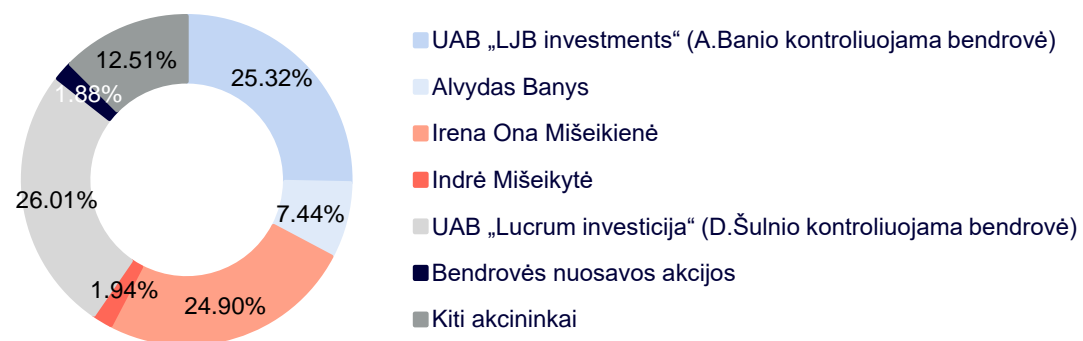 12.51%
25.32%
1.88%
26.01%
7.44%
1.94%
24.90%
UAB „LJB investments“ (A.Banio kontroliuojama bendrovė)
Alvydas Banys
Irena Ona Mišeikienė
Indrė Mišeikytė
UAB „Lucrum investicija“ (D.Šulnio kontroliuojama bendrovė)
Bendrovės nuosavos akcijos
Kiti akcininkai